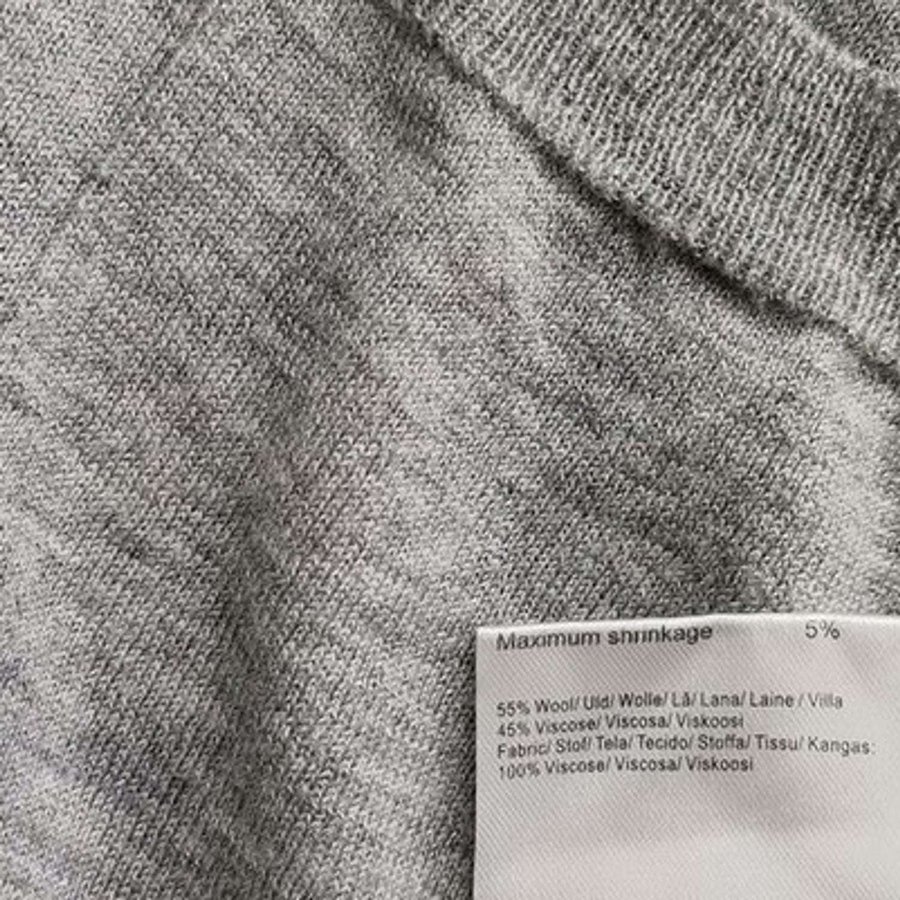 Maximum shrinkage 5%
55% Wool/ Uld/ Wolle/ Lã/ Lana/ Laine / Villa
45% Viscose/ Viscosa/ Viskoosi
Fabric/ Stof/ Tela/ Tecido/ Stoffa/ Tissu/ Kangas:
100% Viscose/ Viscosa/ Viskoosi